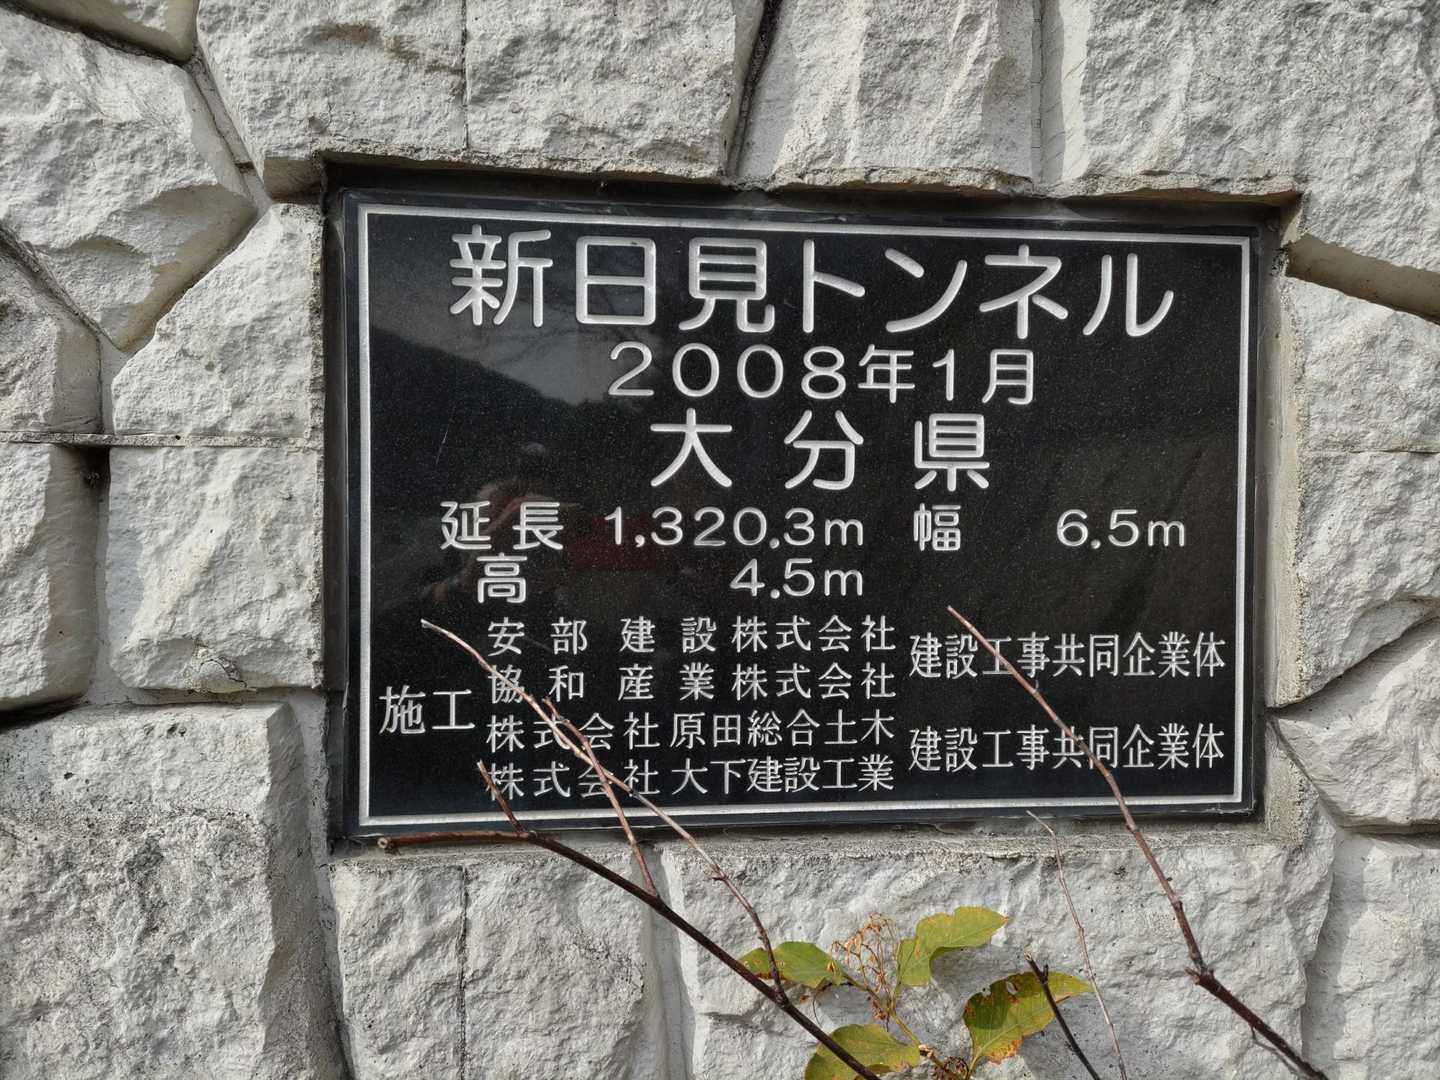 新日見トンネル
2008年1月
大分県
延長 1,320.3m 幅 6.5m
高 4.5m
施工
安部建設株式会社
協和産業株式会社
建設工事共同企業体
株式会社原田総合土木
株式会社大下建設工業
建設工事共同企業体